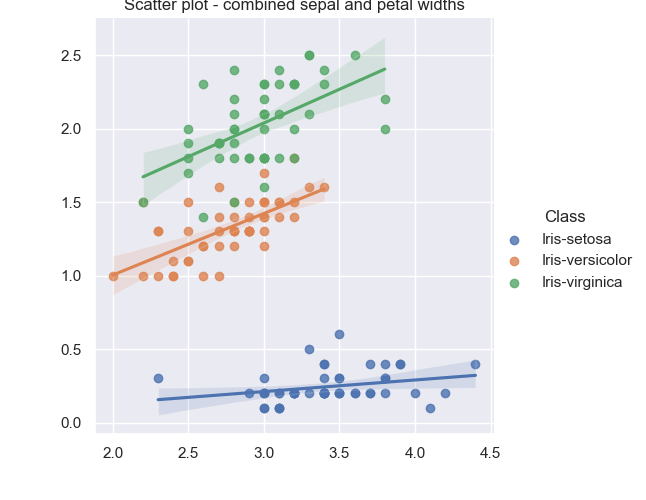 Scatter plot - combined sepal and petal widths
2.5
2.0
1.5
1.0
0.5
0.0
2.0 2.5 3.0 3.5 4.0 4.5
Class
Iris-setosa
Iris-versicolor
Iris-virginica